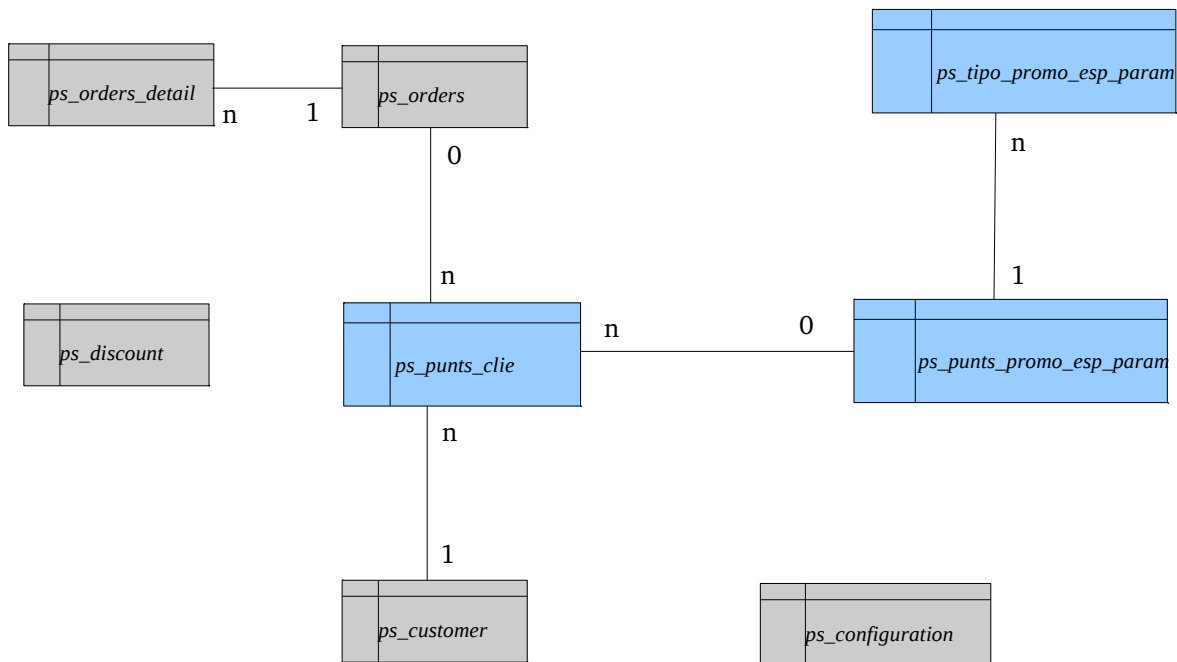 ps_tipo_promo_esp_param
ps_orders_detail
ps_orders
n
1
0
n
n
1
n
0
ps_discount
ps_punts_clie
ps_punts_promo_esp_param
n
1
ps_customer
ps_configuration